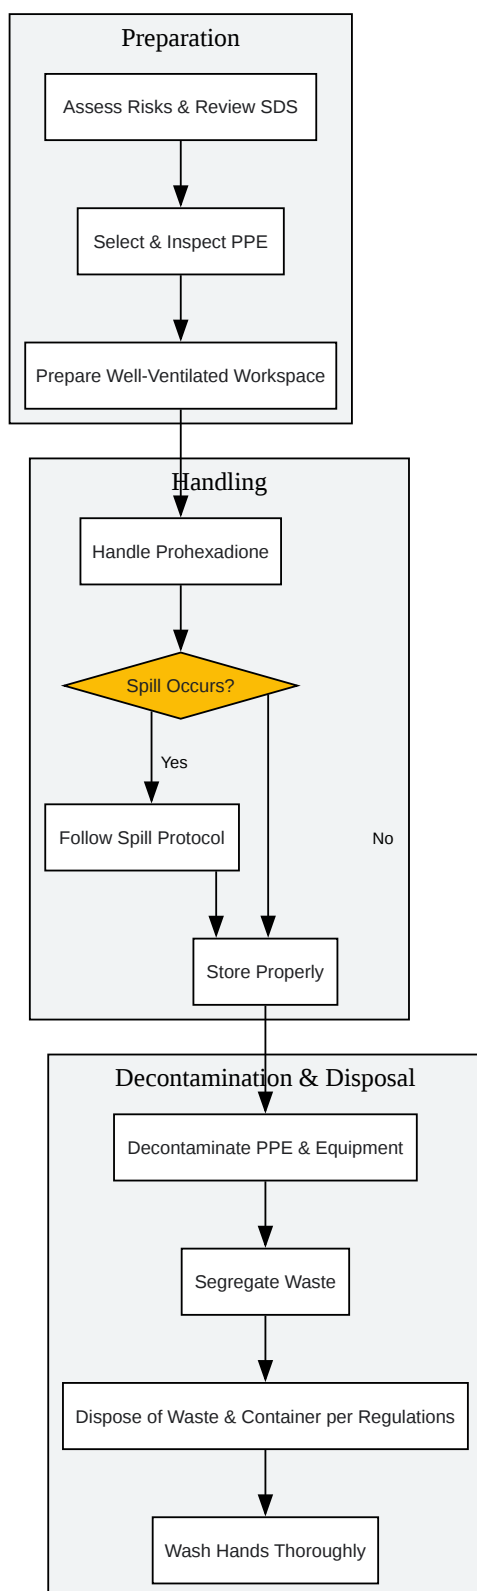 Preparation
Assess Risks & Review SDS
Select & Inspect PPE
Prepare Well-Ventilated Workspace
Handling
Handle Prohexadione
Spill Occurs?
Yes
Follow Spill Protocol
No
Store Properly
Decontamination & Disposal
Decontaminate PPE & Equipment
Segregate Waste
Dispose of Waste & Container per Regulations
Wash Hands Thoroughly